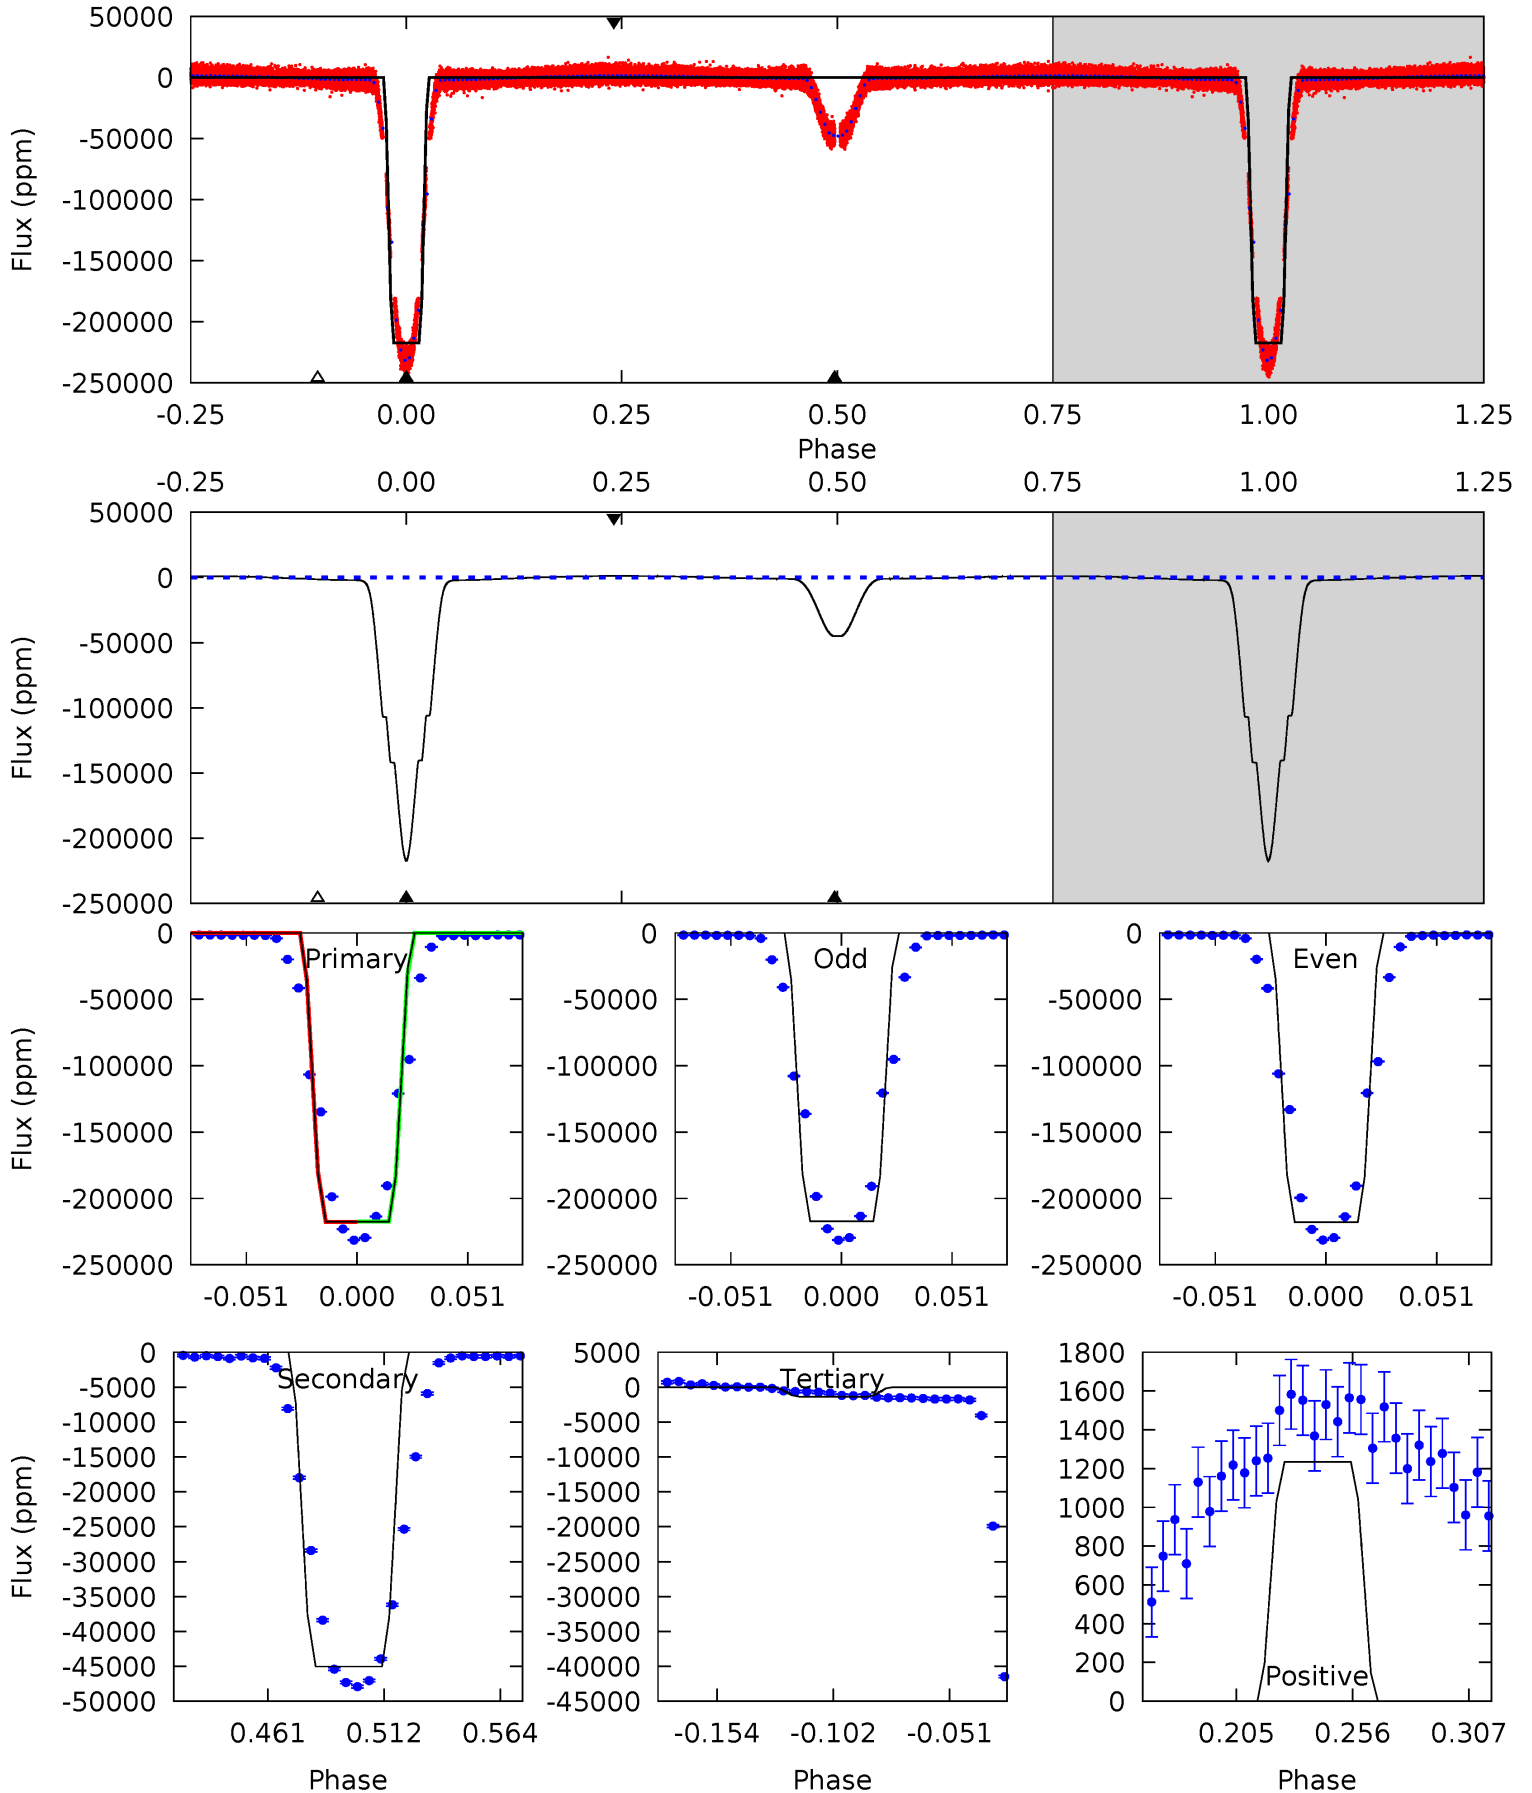 50000
0
-50000
-100000
-150000
-200000
-250000
Flux (ppm)
-0.25 0.00 0.25 0.50 0.75 1.00 1.25
Phase
-0.25 0.00 0.25 0.50 0.75 1.00 1.25
50000
0
-50000
-100000
-150000
-200000
-250000
Flux (ppm)
0
-50000
-100000
-150000
-200000
-250000
Flux (ppm)
Primary
-0.051 0.000 0.051
0
-50000
-100000
-150000
-200000
-250000
Odd
-0.051 0.000 0.051
0
-50000
-100000
-150000
-200000
-250000
Even
-0.051 0.000 0.051
0
-5000
-10000
-15000
-20000
-25000
-30000
-35000
-40000
-45000
-50000
Flux (ppm)
Secondary
0.461 0.512 0.564
Phase
5000
0
-5000
-10000
-15000
-20000
-25000
-30000
-35000
-40000
-45000
Tertiary
-0.154 -0.102 -0.051
Phase
1800
1600
1400
1200
1000
800
600
400
200
0
Positive
0.205 0.256 0.307
Phase